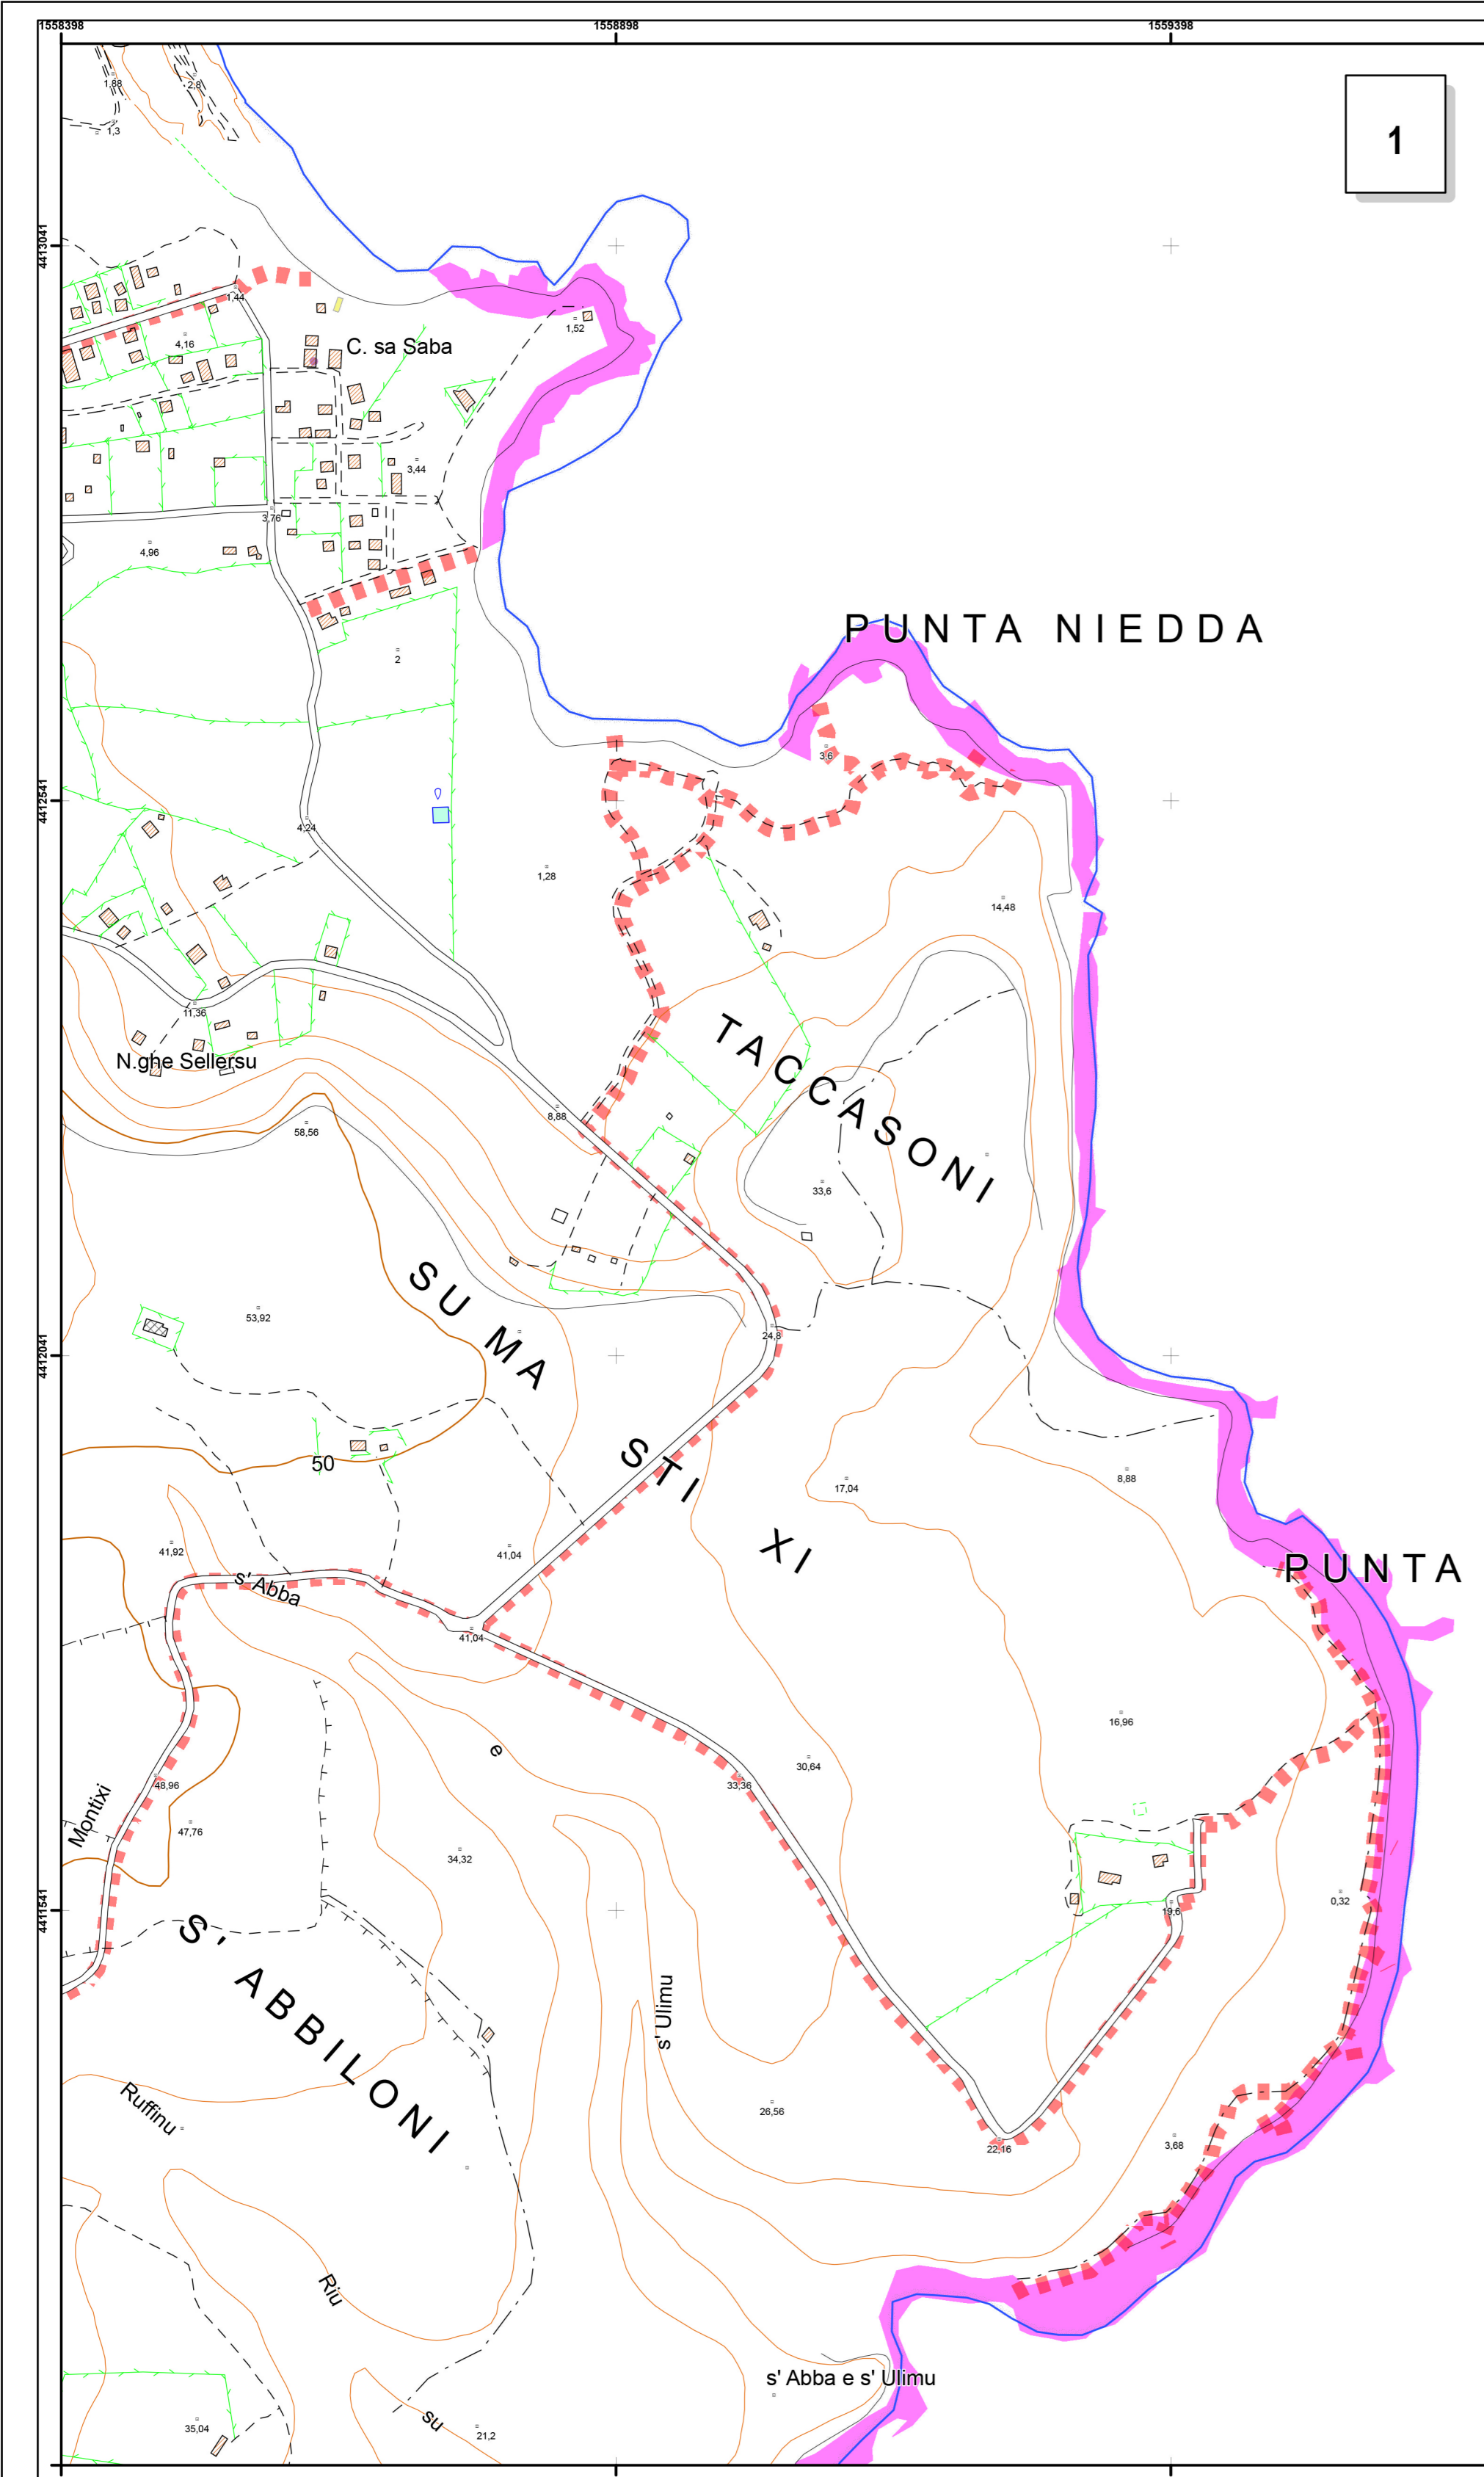 1558398
1558898
1559398
1
1,88
2,8
1,3
4413041
1,44
1,52
4,16
C. sa Saba
3,44
3,76
4,96
PUNTA NIEDDA
2
3,6
4412541
4,24
1,28
14,48
11,36
TACCASONI
N.ghe Sellersu
8,88
58,56
33,6
SU MA
53,92
24,8
4412041
STI
50
8,88
17,04
XI
41,92
41,04
PUNTA
s' Abba
41,04
16,96
e
30,64
33,36
48,96
Montixi
47,76
34,32
0,32
19,6
4411541
S' ABBILONI
s' Ulimu
Ruffinu
26,56
3,68
22,16
Riu
s' Abba e s' Ulimu
su
35,04
21,2